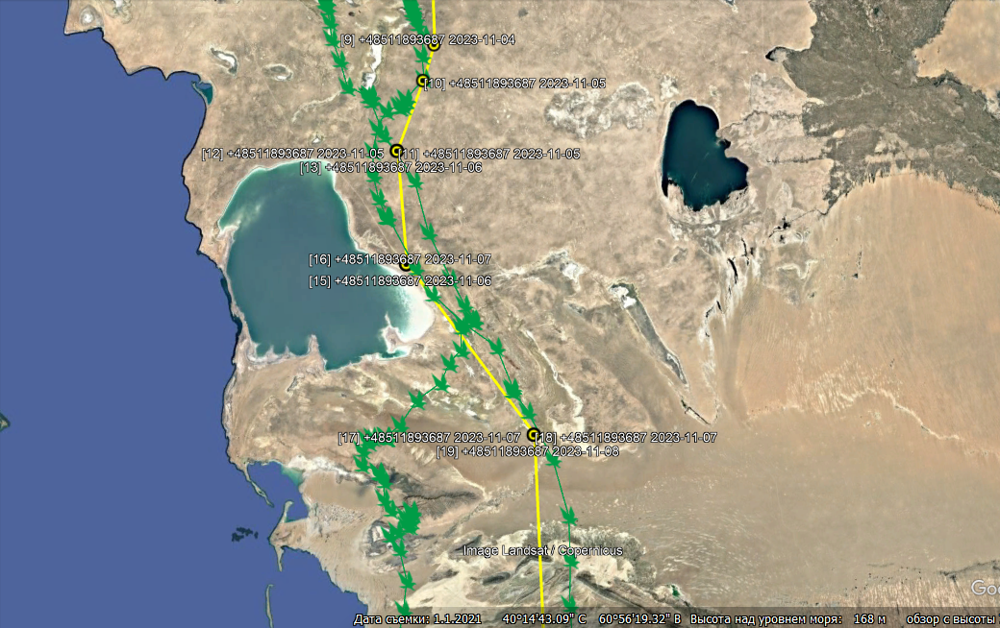 [9] +48511893687 2023-11-04
[10] +48511893687 2023-11-05
[12] +48511893687 2023-11-05 [11] +48511893687 2023-11-05
[13] +48511893687 2023-11-06
[16] +48511893687 2023-11-07
[15] +48511893687 2023-11-06
[17] +48511893687 2023-11-07 [18] +48511893687 2023-11-07
[19] +48511893687 2023-11-08
Image Landsat / Copernicus
Дата съемки: 1.1.2021 40°14'43.09" С 60°56'19.32" В Высота над уровнем моря: 168 м обзор с высоты